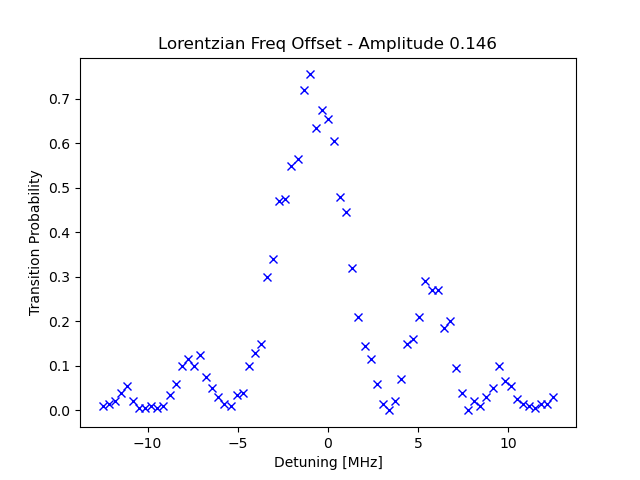 Lorentzian Freq Offset - Amplitude 0.146
Transition Probability
0.7
0.6
0.5
0.4
0.3
0.2
0.1
0.0
−10 −5 0 5 10
Detuning [MHz]